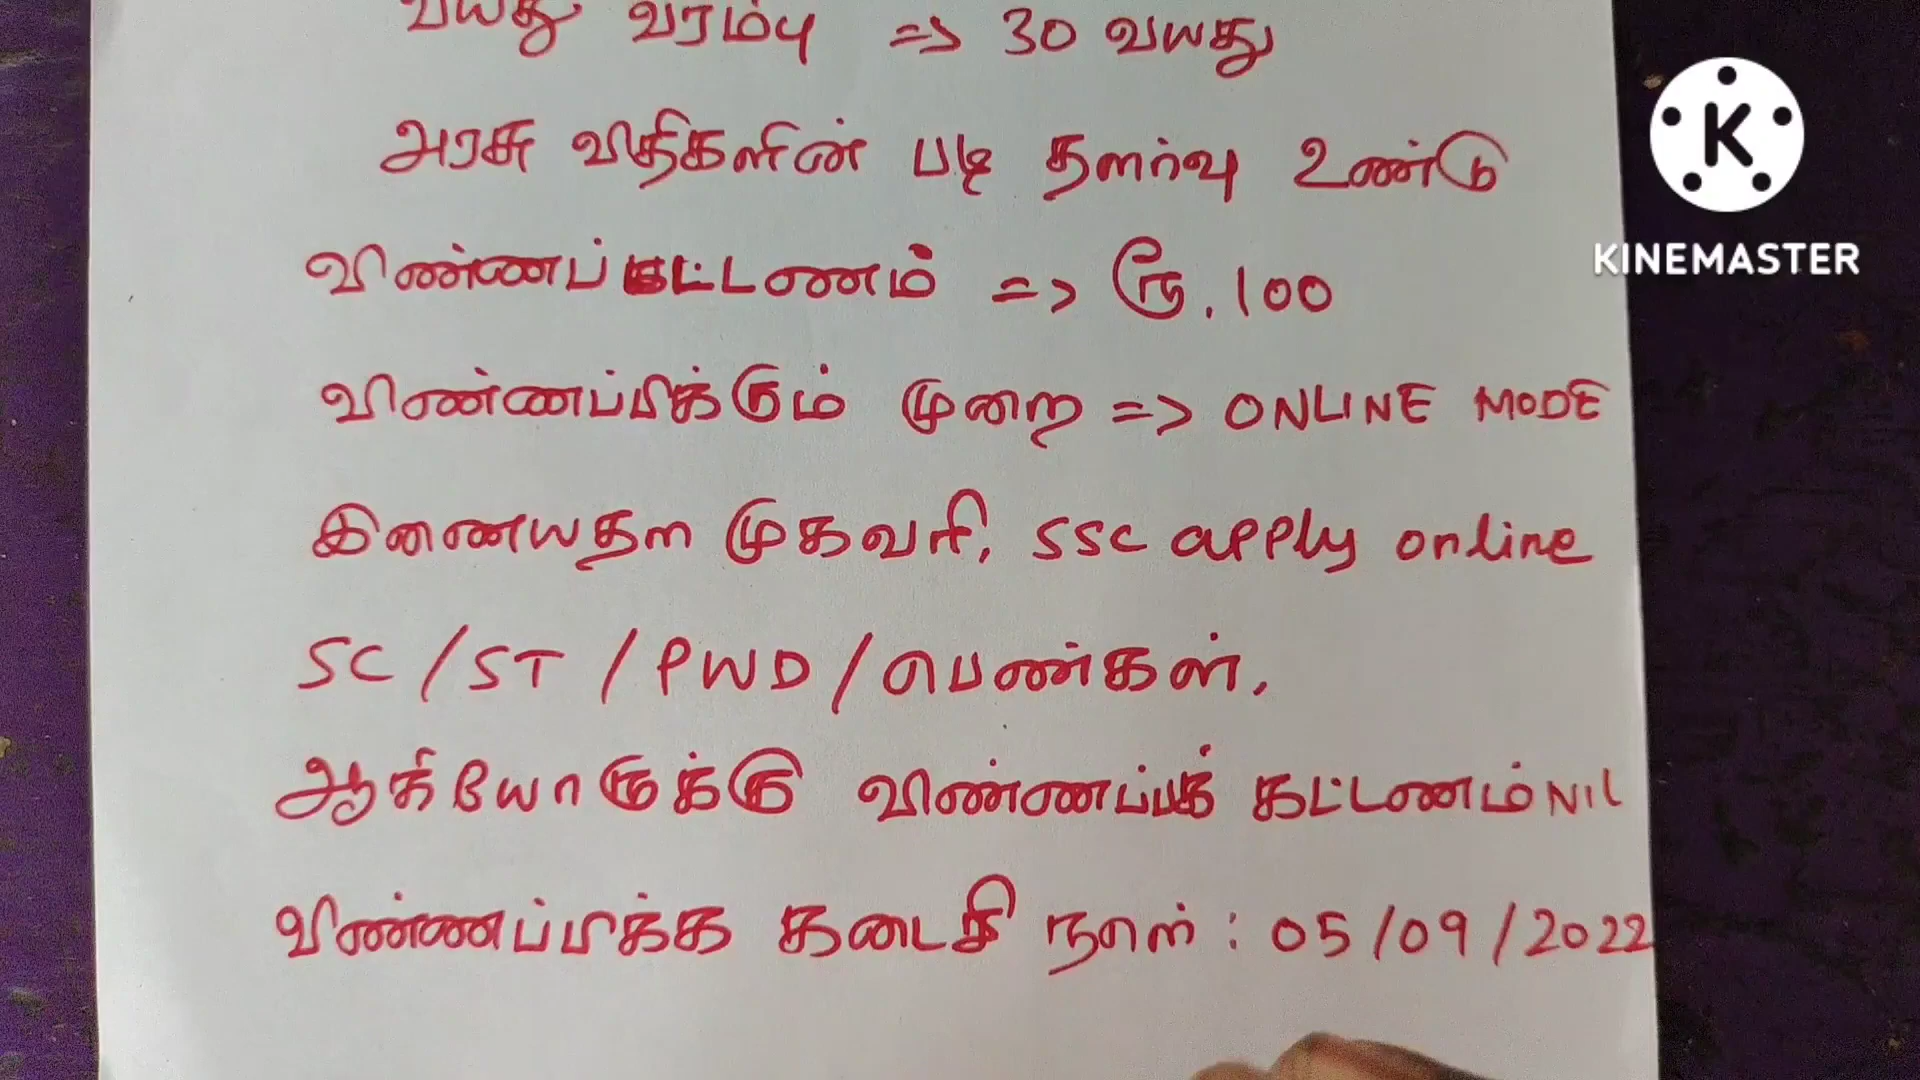 வயது வரம்பு => 30 வயது
அரசு விதிகளின் படி தளர்வு உண்டு
விண்ணப் கட்டணம் => ரூ.100
விண்ணப்பிக்கும் முறை => ONLINE MODE
இணையதள முகவரி, SSC apply online
SC/ST/PWD/பெண்கள்,
ஆகியோருக்கு விண்ணப்பக் கட்டணம் NIL
விண்ணப்பிக்க கடைசி நாள் : 05/09/2022
K
KINEMASTER